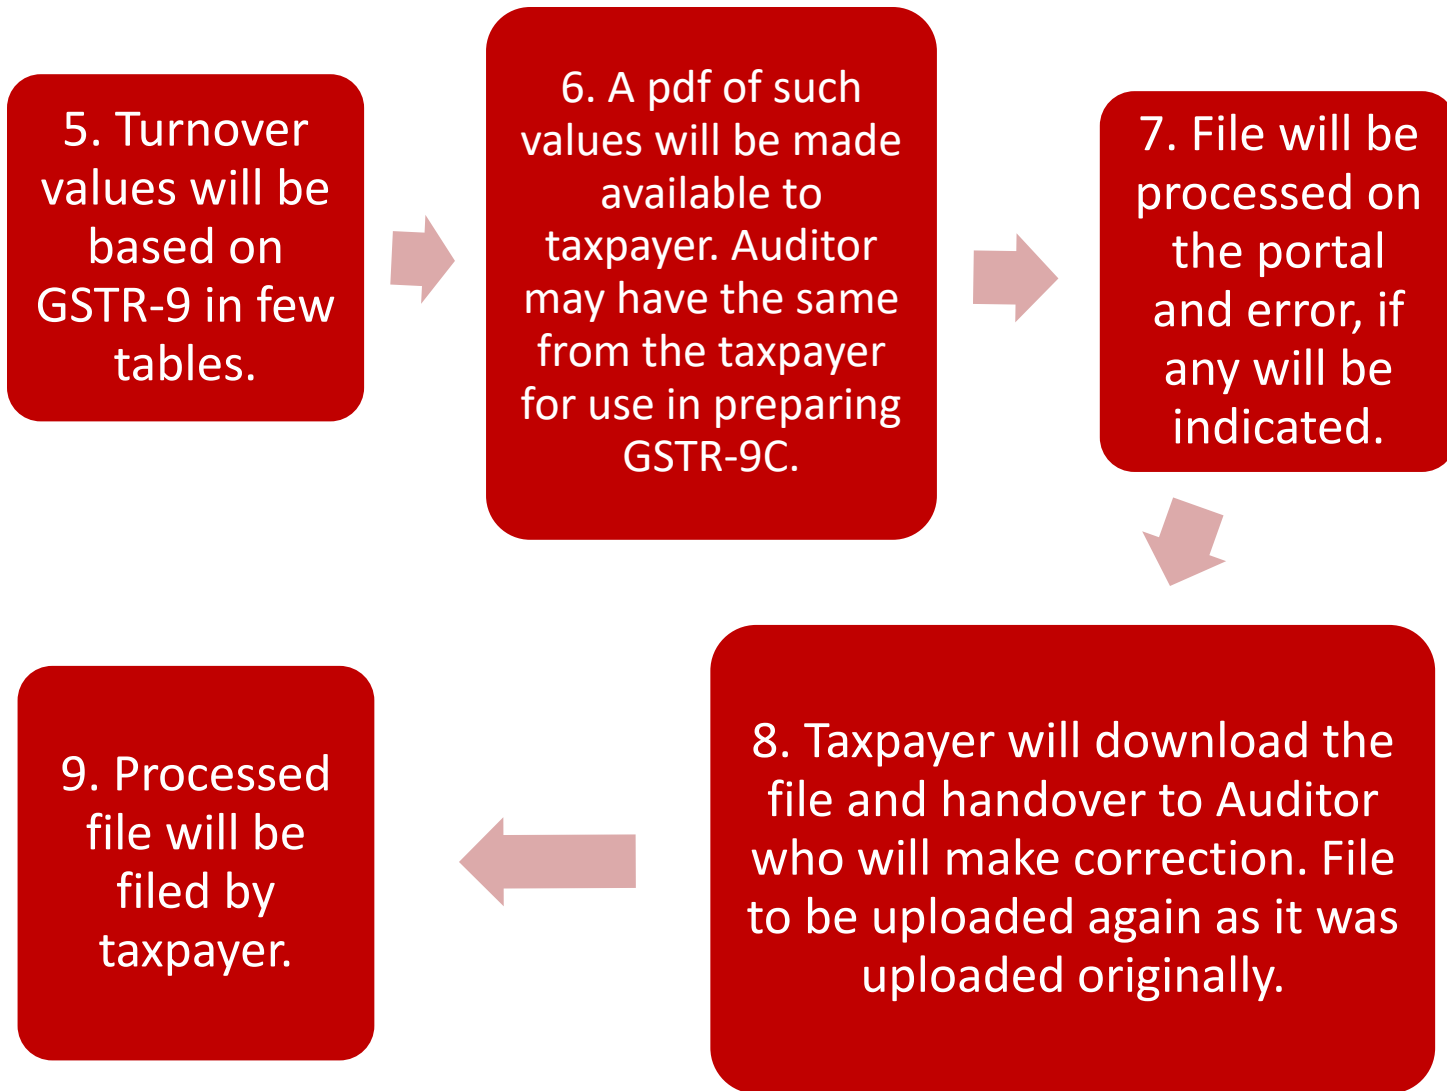 5. Turnover
values will be
based on
GSTR-9 in few
tables.
6. A pdf of such
values will be made
available to
taxpayer. Auditor
may have the same
from the taxpayer
for use in preparing
GSTR-9C.
7. File will be
processed on
the portal
and error, if
any will be
indicated.
8. Taxpayer will download the
file and handover to Auditor
who will make correction. File
to be uploaded again as it was
uploaded originally.
9. Processed
file will be
filed by
taxpayer.